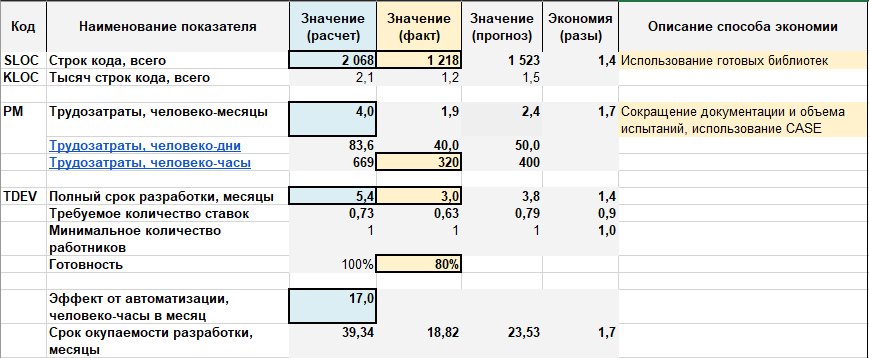 Код Наименование показателя Значение (расчет) Значение (факт) Значение (прогноз) Экономия (разы) Описание способа экономии
SLOC Строк кода, всего 2 068 1 218 1 523 1,4 Использование готовых библиотек
KLOC Тысяч строк кода, всего 2,1 1,2 1,5
PM Трудозатраты, человеко-месяцы 4,0 1,9 2,4 1,7 Сокращение документации и объема
испытаний, использование CASE
Трудозатраты, человеко-дни 83,6 40,0 50,0
Трудозатраты, человеко-часы 669 320 400
TDEV Полный срок разработки, месяцы 5,4 3,0 3,8 1,4
Требуемое количество ставок 0,73 0,63 0,79 0,9
Минимальное количество 1 1 1 1,0
работников
Готовность 100% 80%
Эффект от автоматизации, 17,0
человеко-часы в месяц
Срок окупаемости разработки, 39,34 18,82 23,53 1,7
месяцы